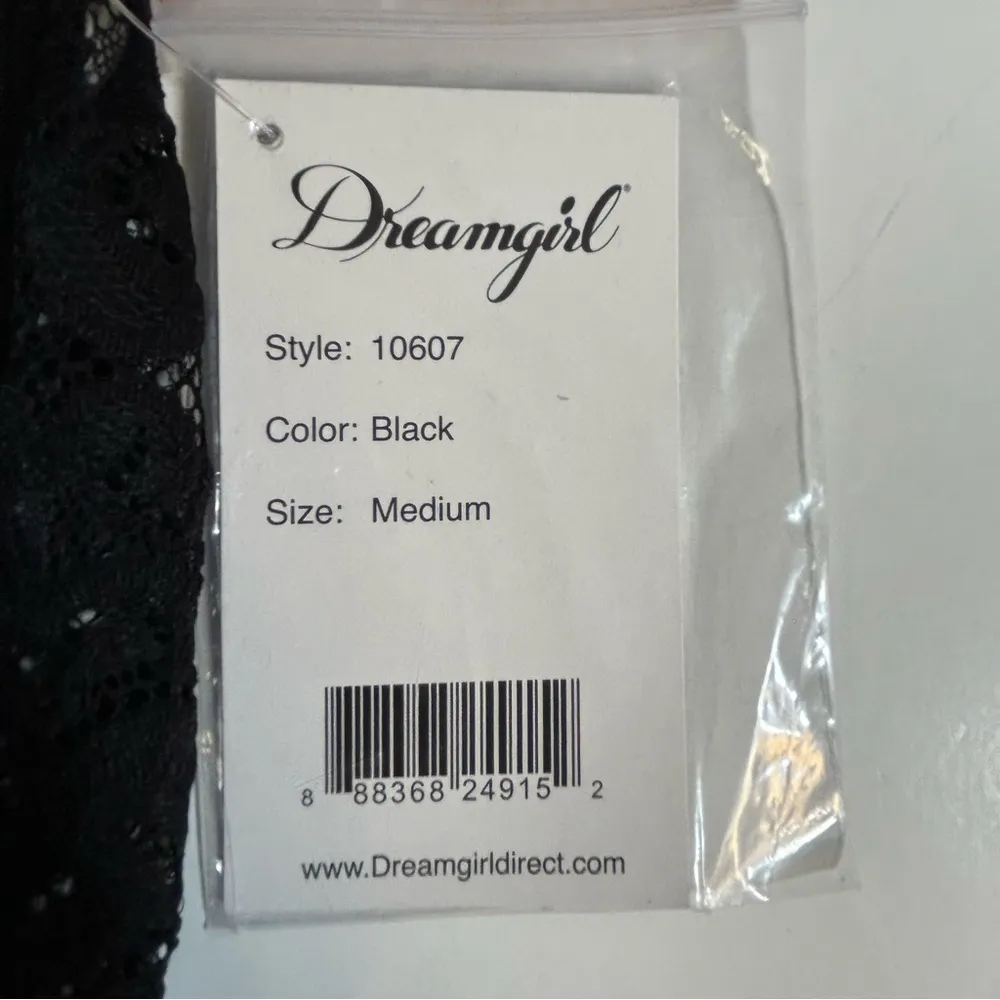 Dreamgirl®
Style: 10607
Color: Black
Size: Medium
8 88368 24915 2
www.Dreamgirldirect.com